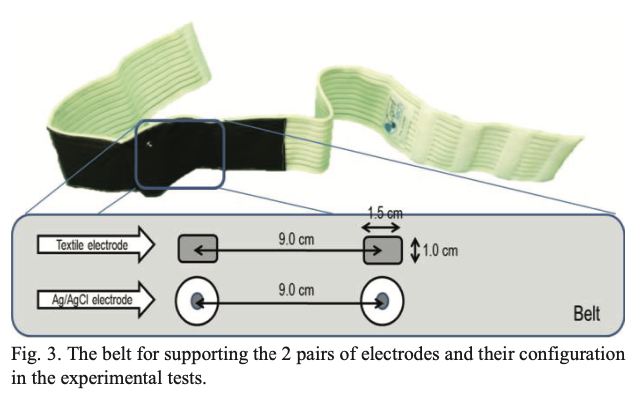 1.5 cm
Textile electrode
9.0 cm
1.0 cm
Ag/AgCl electrode
9.0 cm
Belt
Fig. 3. The belt for supporting the 2 pairs of electrodes and their configuration
in the experimental tests.